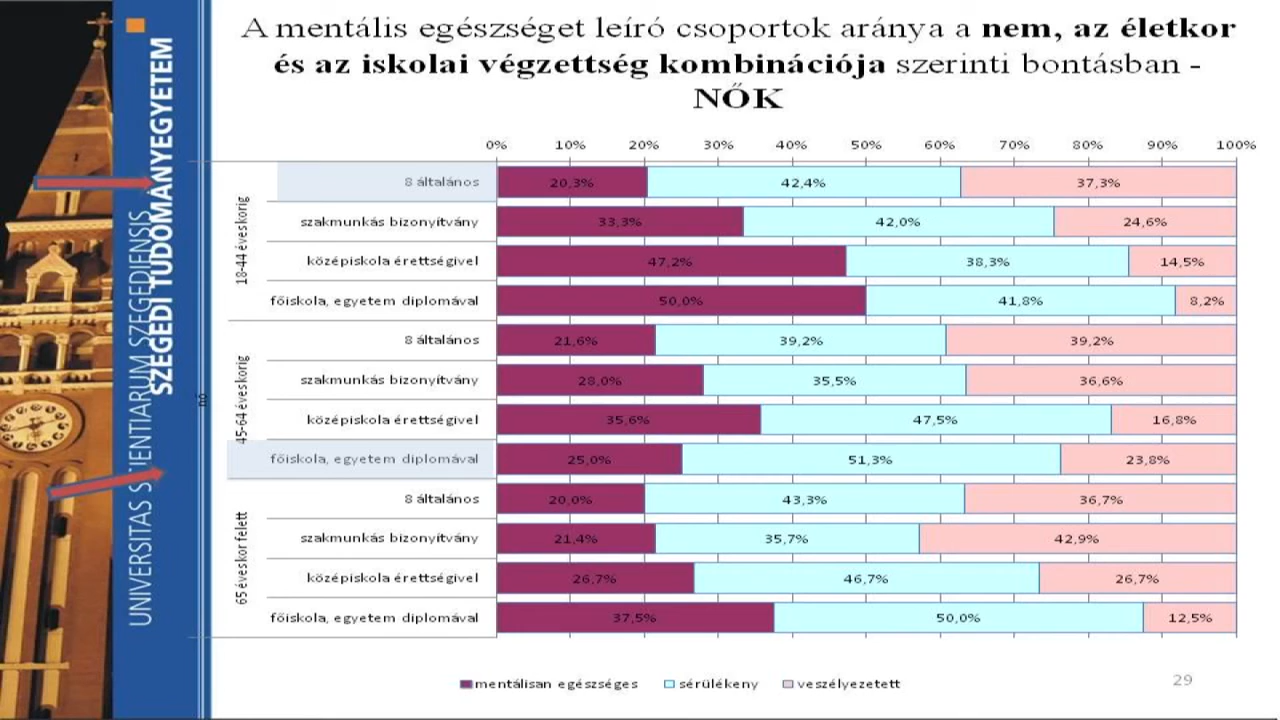 A mentális egészséget leíró csoportok aránya a nem, az életkor
és az iskolai végzettség kombinációja szerinti bontásban -
NŐK
UNIVERSITAS SCIENTIARUM SZEGEDIENSIS
SZEGEDI TUDOMÁNYEGYETEM
0% 10% 20% 30% 40% 50% 60% 70% 80% 90% 100%
nő
18-44 éves korig
8 általános 20,3% 42,4% 37,3%
szakmunkás bizonyítvány 33,3% 42,0% 24,6%
középiskola érettségivel 47,2% 38,3% 14,5%
főiskola, egyetem diplomával 50,0% 41,8% 8,2%
45-64 éves korig
8 általános 21,6% 39,2% 39,2%
szakmunkás bizonyítvány 28,0% 35,5% 36,6%
középiskola érettségivel 35,6% 47,5% 16,8%
főiskola, egyetem diplomával 25,0% 51,3% 23,8%
65 éves kor felett
8 általános 20,0% 43,3% 36,7%
szakmunkás bizonyítvány 21,4% 35,7% 42,9%
középiskola érettségivel 26,7% 46,7% 26,7%
főiskola, egyetem diplomával 37,5% 50,0% 12,5%
mentálisan egészséges sérülékeny veszélyezetett
29